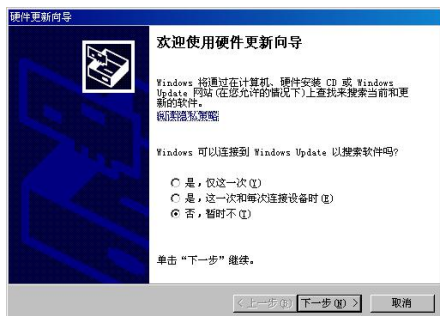 硬件更新向导
欢迎使用硬件更新向导
Windows 将通过在计算机、硬件安装 CD 或 Windows
Update 网站(在您允许的情况下)上查找来搜索当前和更
新的软件。
阅读隐私策略
Windows 可以连接到 Windows Update 以搜索软件吗?
是，仅这一次(Y)
是，这一次和每次连接设备时(E)
否，暂时不(T)
单击“下一步”继续。
< 上一步(B) 下一步(N) > 取消